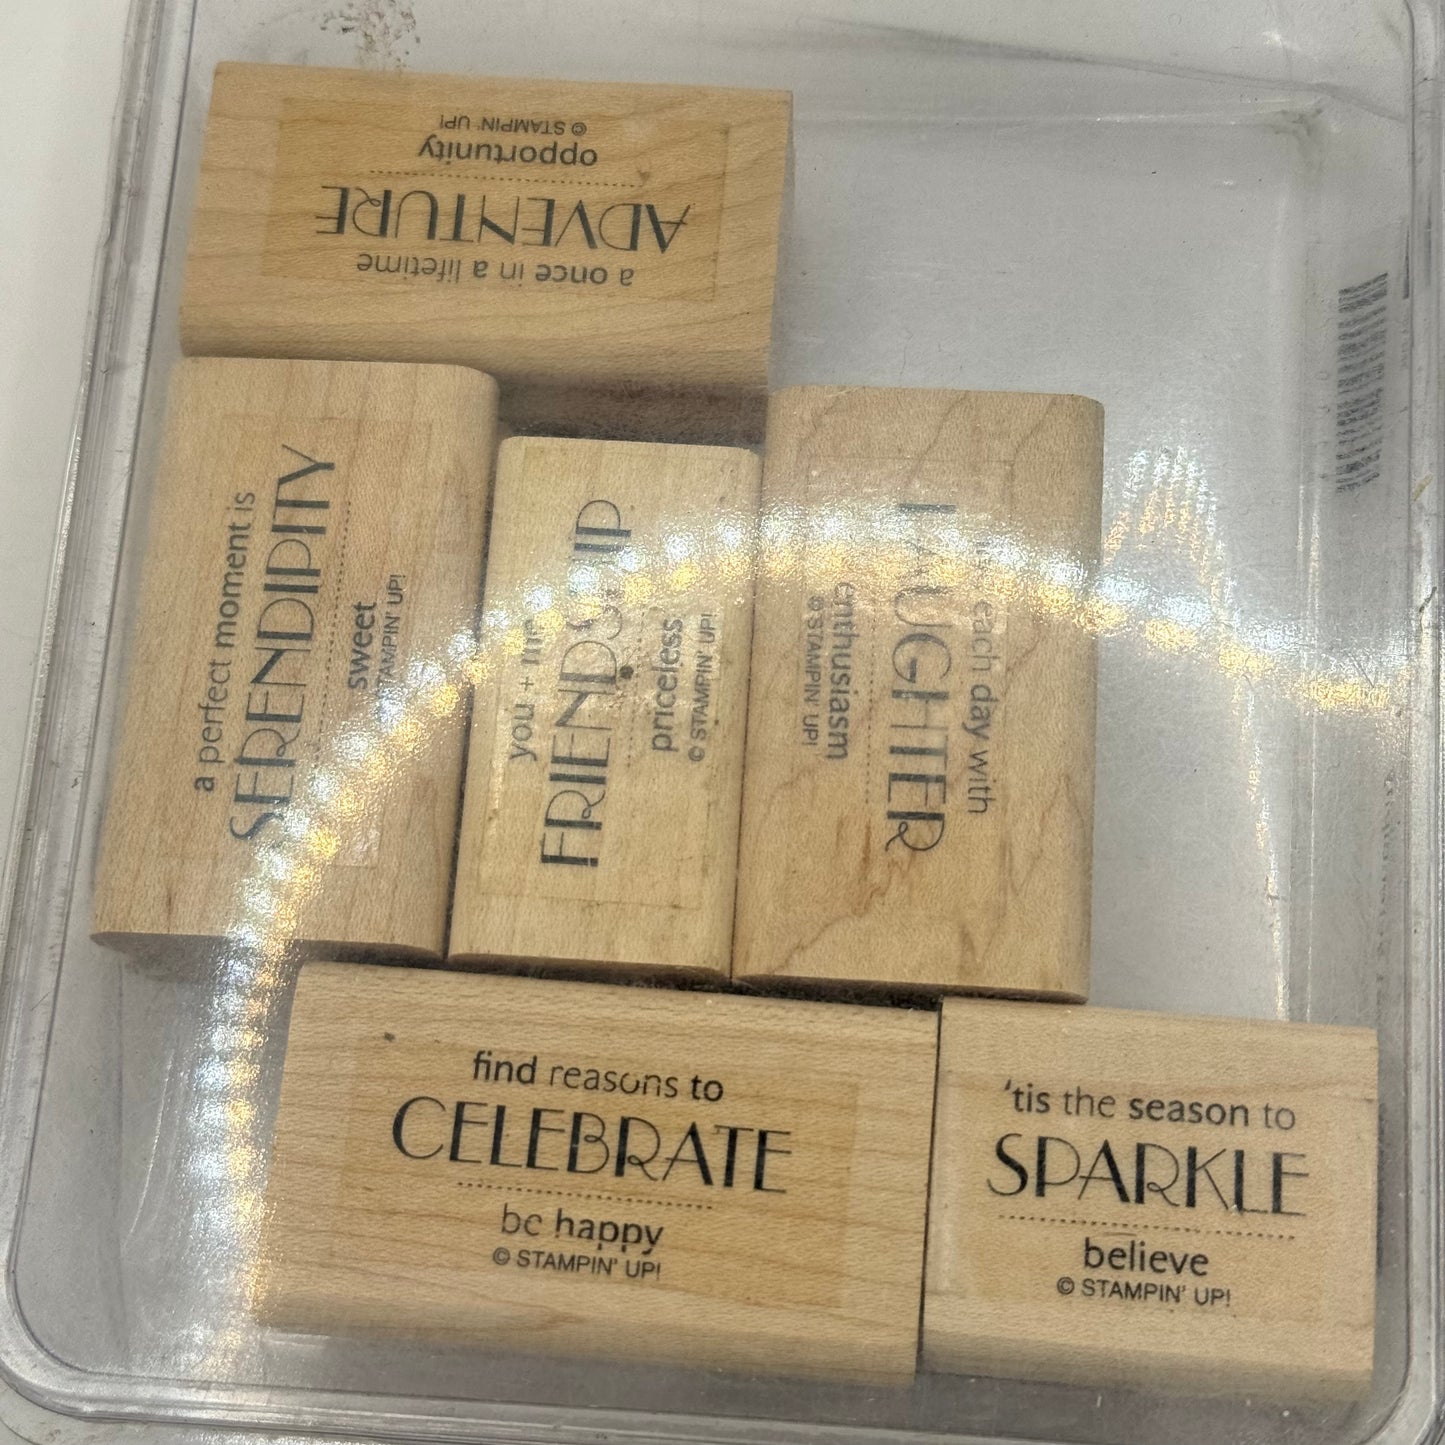 a once in a lifetime
ADVENTURE
opportunity
© STAMPIN' UP!
a perfect moment is
SERENDIPITY
sweet
STAMPIN' UP!
you + me
FRIENDSHIP
priceless
© STAMPIN' UP!
each day with
LAUGHTER
enthusiasm
© STAMPIN' UP!
find reasons to
CELEBRATE
be happy
© STAMPIN' UP!
'tis the season to
SPARKLE
believe
© STAMPIN' UP!